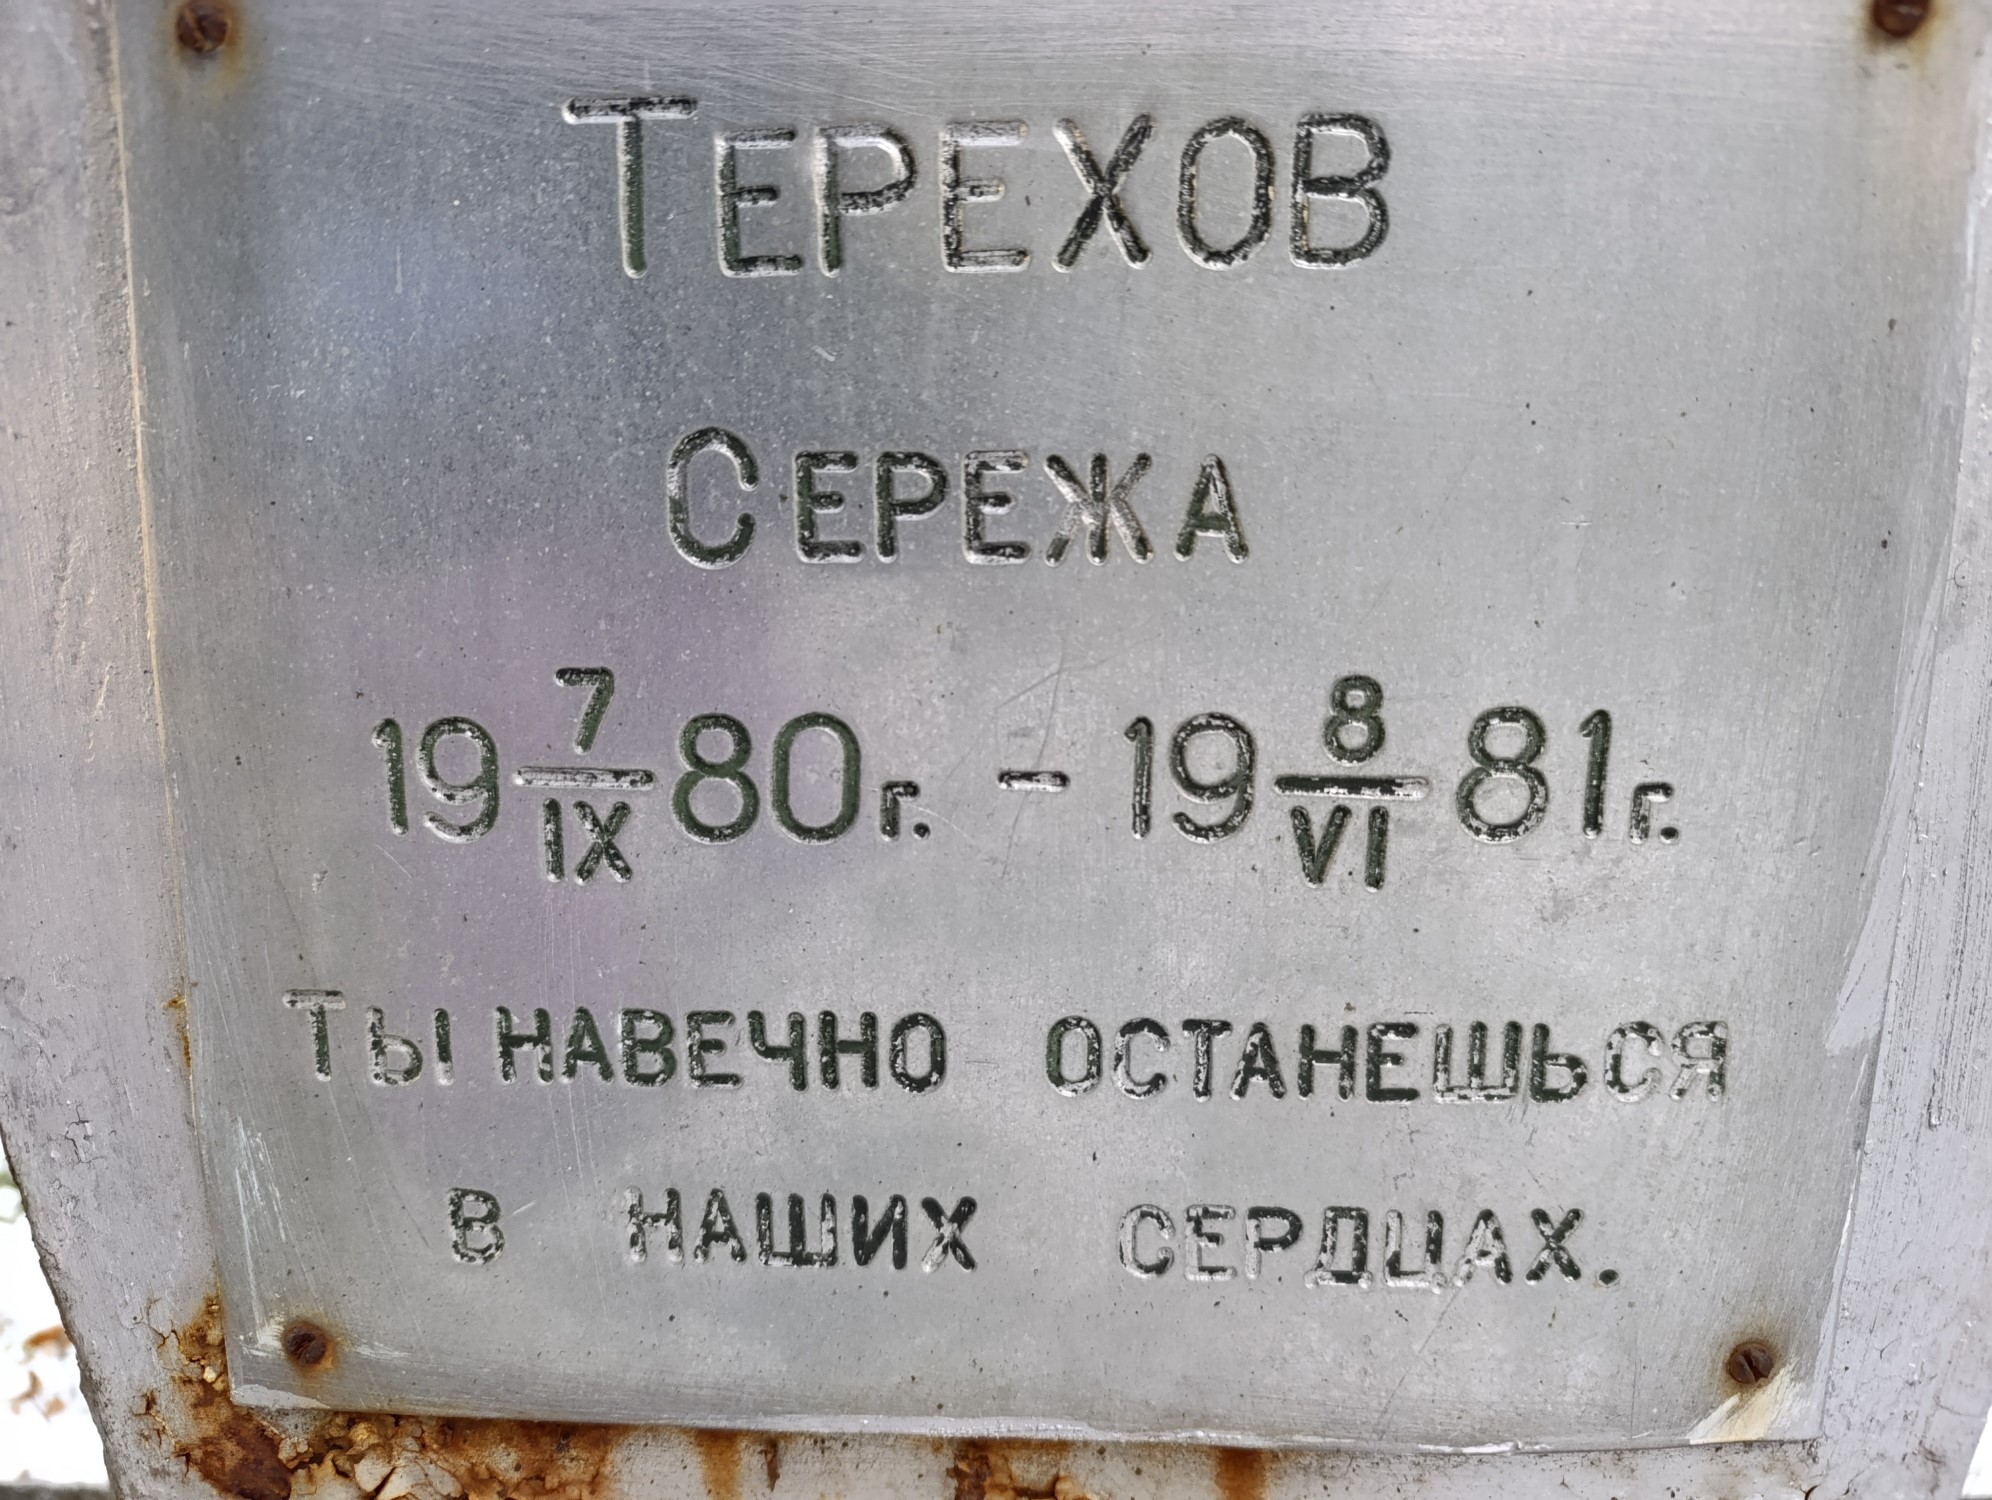 ТЕРЕХОВ
СЕРЕЖА
19 7/IX 80г. - 19 8/VI 81г.
ТЫ НАВЕЧНО ОСТАНЕШЬСЯ
В НАШИХ СЕРДЦАХ.